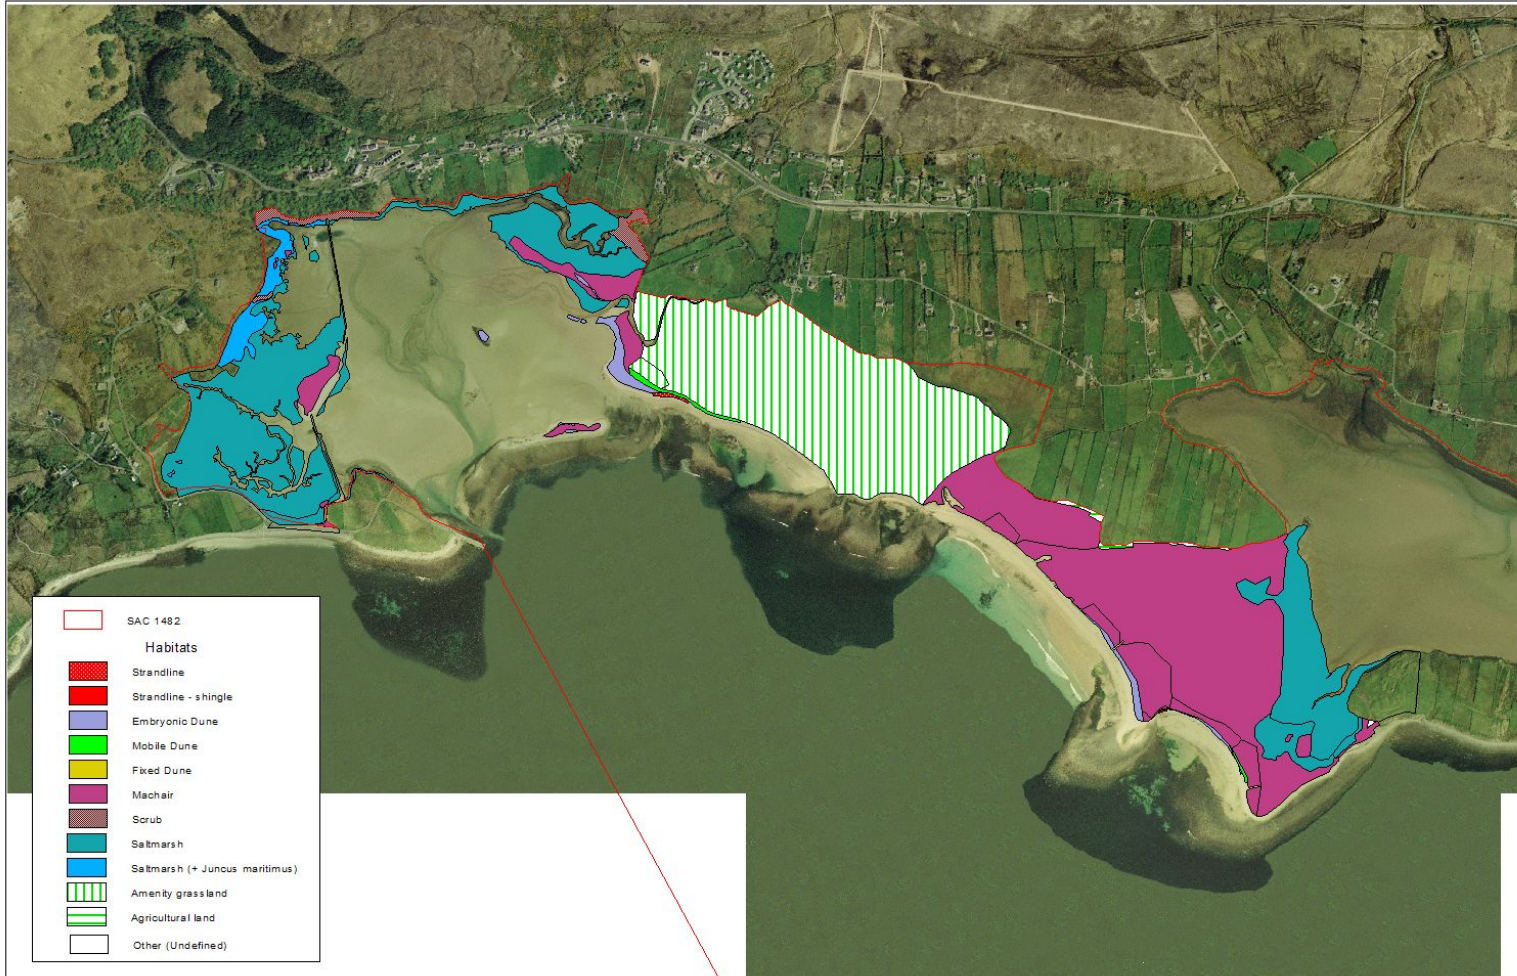 SAC 1482
Habitats
Strandline
Strandline - shingle
Embryonic Dune
Mobile Dune
Fixed Dune
Machair
Scrub
Saltmarsh
Saltmarsh (+ Juncus maritimus)
Amenity grassland
Agricultural land
Other (Undefined)